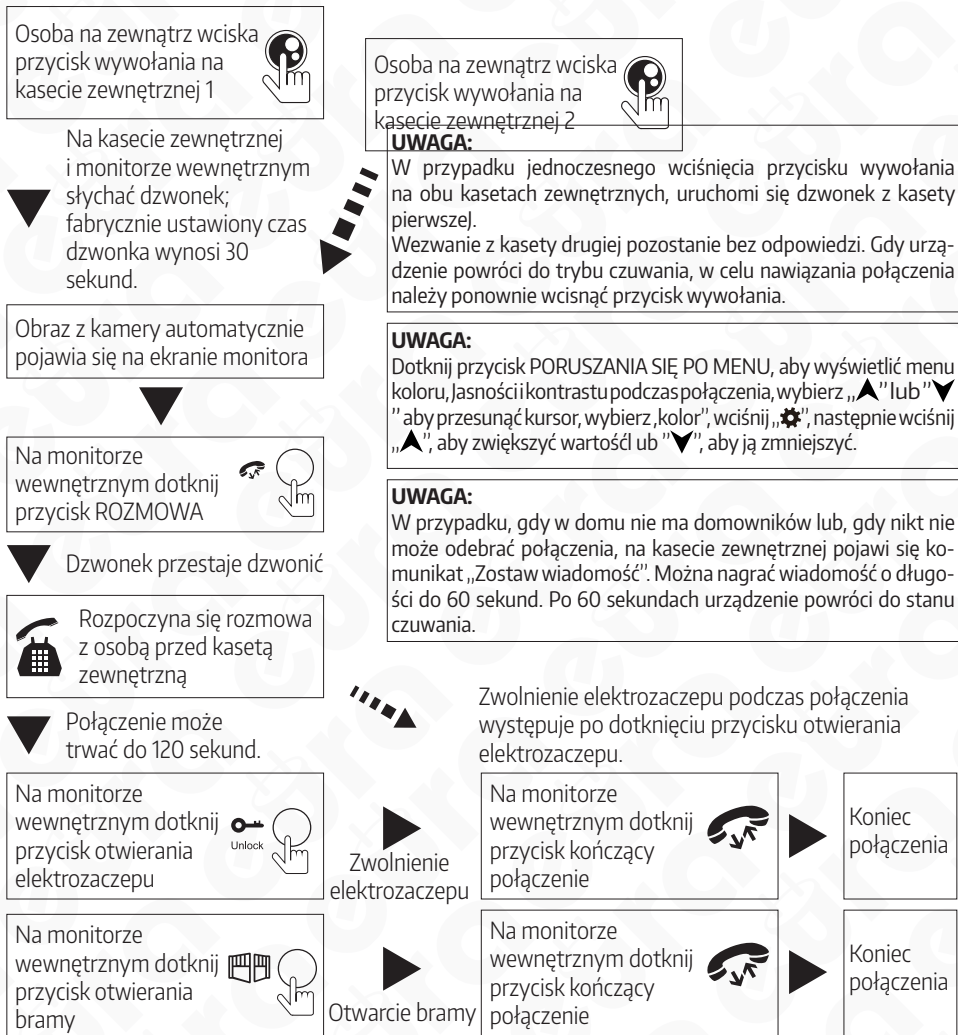 Osoba na zewnątrz wciska
przycisk wywołania na
kasecie zewnętrznej 1
Na kasecie zewnętrznej
i monitorze wewnętrznym
słychać dzwonek;
fabrycznie ustawiony czas
dzwonka wynosi 30
sekund.
Obraz z kamery automatycznie
pojawia się na ekranie monitora
Na monitorze
wewnętrznym dotknij
przycisk ROZMOWA
Dzwonek przestaje dzwonić
Rozpoczyna się rozmowa
z osobą przed kasetą
zewnętrzną
Połączenie może
trwać do 120 sekund.
Osoba na zewnątrz wciska
przycisk wywołania na
kasecie zewnętrznej 2
UWAGA:
W przypadku jednoczesnego wciśnięcia przycisku wywołania
na obu kasetach zewnętrznych, uruchomi się dzwonek z kasety
pierwszeJ.
Wezwanie z kasety drugiej pozostanie bez odpowiedzi. Gdy urzą-
dzenie powróci do trybu czuwania, w celu nawiązania połączenia
należy ponownie wcisnąć przycisk wywołania.
UWAGA:
Dotknij przycisk PORUSZANIA SIĘ PO MENU, aby wyświetlić menu
koloru, Jasności i kontrastu podczas połączenia, wybierz „⮝” lub ”⮟
” aby przesunąć kursor, wybierz ‚kolor”, wciśnij „⚙”, następnie wciśnij
„⮝”, aby zwiększyć wartośćl ub ”⮟”, aby ją zmniejszyć.
UWAGA:
W przypadku, gdy w domu nie ma domowników lub, gdy nikt nie
może odebrać połączenia, na kasecie zewnętrznej pojawi się ko-
munikat „Zostaw wiadomość”. Można nagrać wiadomość o długo-
ści do 60 sekund. Po 60 sekundach urządzenie powróci do stanu
czuwania.
Zwolnienie elektrozaczepu podczas połączenia
występuje po dotknięciu przycisku otwierania
elektrozaczepu.
Na monitorze
wewnętrznym dotknij
przycisk otwierania
elektrozaczepu
Unlock
Zwolnienie
elektrozaczepu
Na monitorze
wewnętrznym dotknij
przycisk kończący
połączenie
Koniec
połączenia
Na monitorze
wewnętrznym dotknij
przycisk otwierania
bramy
Otwarcie bramy
Na monitorze
wewnętrznym dotknij
przycisk kończący
połączenie
Koniec
połączenia